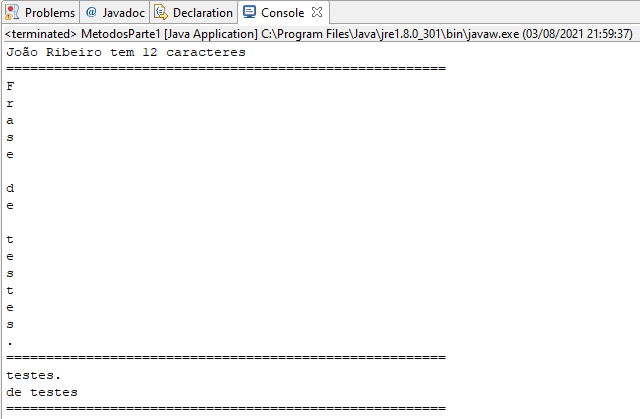 Problems @ Javadoc Declaration Console
<terminated> MetodosParte1 [Java Application] C:\Program Files\Java\jre1.8.0_301\bin\javaw.exe (03/08/2021 21:59:37)
João Ribeiro tem 12 caracteres
=======================================================
F
r
a
s
e

d
e

t
e
s
t
e
s
.
=======================================================
testes.
de testes
=======================================================